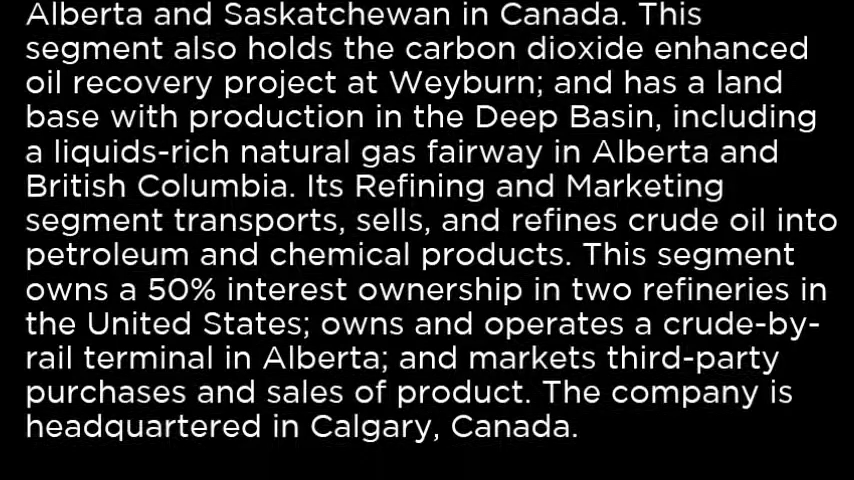 Alberta and Saskatchewan in Canada. This
segment also holds the carbon dioxide enhanced
oil recovery project at Weyburn; and has a land
base with production in the Deep Basin, including
a liquids-rich natural gas fairway in Alberta and
British Columbia. Its Refining and Marketing
segment transports, sells, and refines crude oil into
petroleum and chemical products. This segment
owns a 50% interest ownership in two refineries in
the United States; owns and operates a crude-by-
rail terminal in Alberta; and markets third-party
purchases and sales of product. The company is
headquartered in Calgary, Canada.